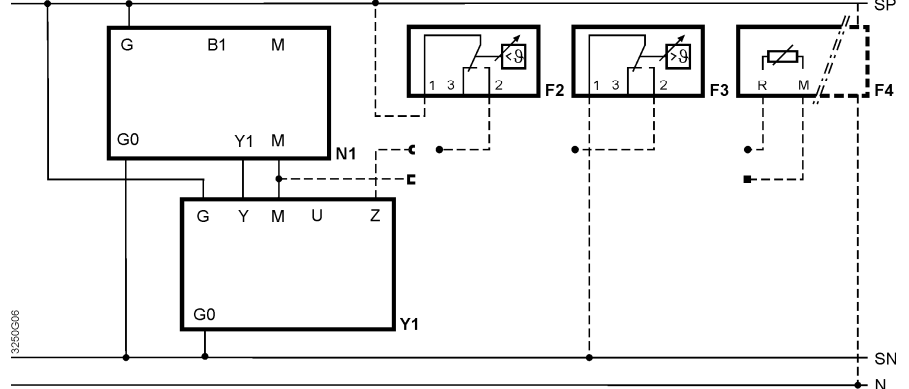 SP
G B1 M
G0 Y1 M
N1
1 3 2
<ϑ
F2
1 3 2
>ϑ
F3
R M
F4
G Y M U Z
G0
Y1
3250G06
SN
N